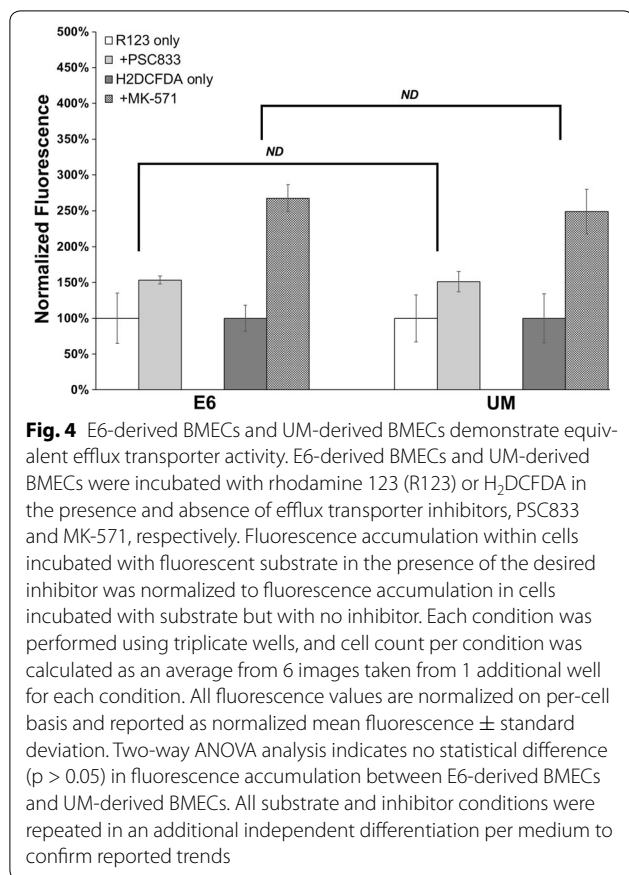 500%
450%
400%
350%
300%
250%
200%
150%
100%
50%
0%
Normalized Fluorescence
R123 only
+PSC833
H2DCFDA only
+MK-571
ND
ND
E6
UM
Fig. 4 E6-derived BMECs and UM-derived BMECs demonstrate equiv-
alent efflux transporter activity. E6-derived BMECs and UM-derived
BMECs were incubated with rhodamine 123 (R123) or H₂DCFDA in
the presence and absence of efflux transporter inhibitors, PSC833
and MK-571, respectively. Fluorescence accumulation within cells
incubated with fluorescent substrate in the presence of the desired
inhibitor was normalized to fluorescence accumulation in cells
incubated with substrate but with no inhibitor. Each condition was
performed using triplicate wells, and cell count per condition was
calculated as an average from 6 images taken from 1 additional well
for each condition. All fluorescence values are normalized on per-cell
basis and reported as normalized mean fluorescence ± standard
deviation. Two-way ANOVA analysis indicates no statistical difference
(p > 0.05) in fluorescence accumulation between E6-derived BMECs
and UM-derived BMECs. All substrate and inhibitor conditions were
repeated in an additional independent differentiation per medium to
confirm reported trends